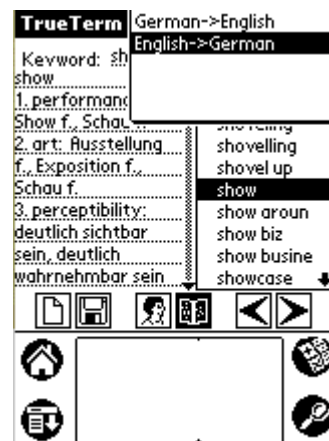 TrueTerm
German->English
English->German
Keyword: sh
show
1. performanc
Show f., Schau
2. art: Ausstellung
f., Exposition f.,
Schau f.
3. perceptibility:
deutlich sichtbar
sein, deutlich
wahrnehmbar sein
shoveling
shovelling
shovel up
show
show aroun
show biz
show busine
showcase